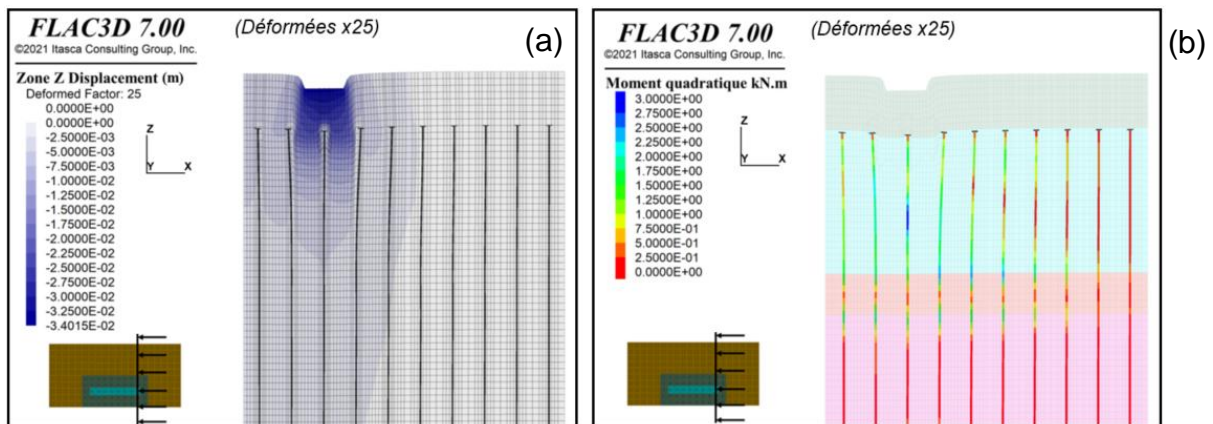 FLAC3D 7.00
©2021 Itasca Consulting Group, Inc.
(Déformées x25)
(a)
Zone Z Displacement (m)
Deformed Factor: 25
0.0000E+00
0.0000E+00
-2.5000E-03
-5.0000E-03
-7.5000E-03
-1.0000E-02
-1.2500E-02
-1.5000E-02
-1.7500E-02
-2.0000E-02
-2.2500E-02
-2.5000E-02
-2.7500E-02
-3.0000E-02
-3.2500E-02
-3.4015E-02
Z
Y
X
FLAC3D 7.00
©2021 Itasca Consulting Group, Inc.
(Déformées x25)
(b)
Moment quadratique kN.m
3.0000E+00
2.7500E+00
2.5000E+00
2.2500E+00
2.0000E+00
1.7500E+00
1.5000E+00
1.2500E+00
1.0000E+00
7.5000E-01
5.0000E-01
2.5000E-01
0.0000E+00
Z
Y
X